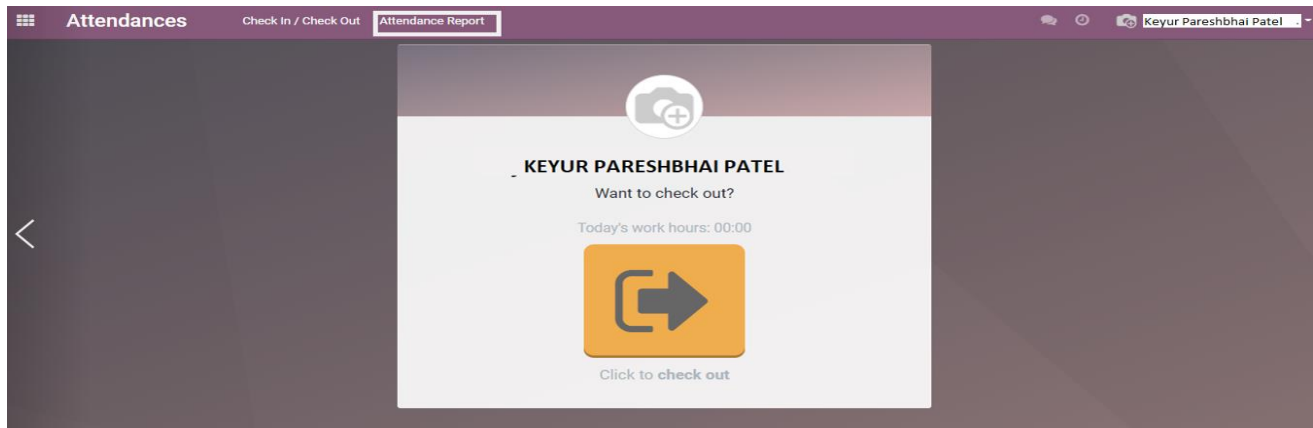 Attendances Check In / Check Out Attendance Report Keyur Pareshbhai Patel
KEYUR PARESHBHAI PATEL
Want to check out?
Today's work hours: 00:00
Click to check out